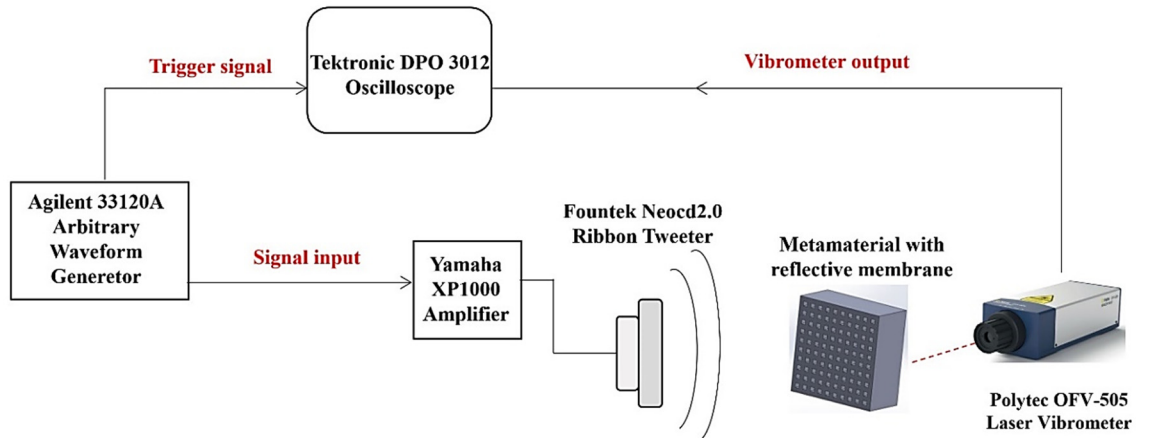 Trigger signal
Tektronic DPO 3012
Oscilloscope
Vibrometer output
Agilent 33120A
Arbitrary
Waveform
Generetor
Signal input
Yamaha
XP1000
Amplifier
Fountek Neocd2.0
Ribbon Tweeter
Metamaterial with
reflective membrane
Polytec OFV-505
Laser Vibrometer